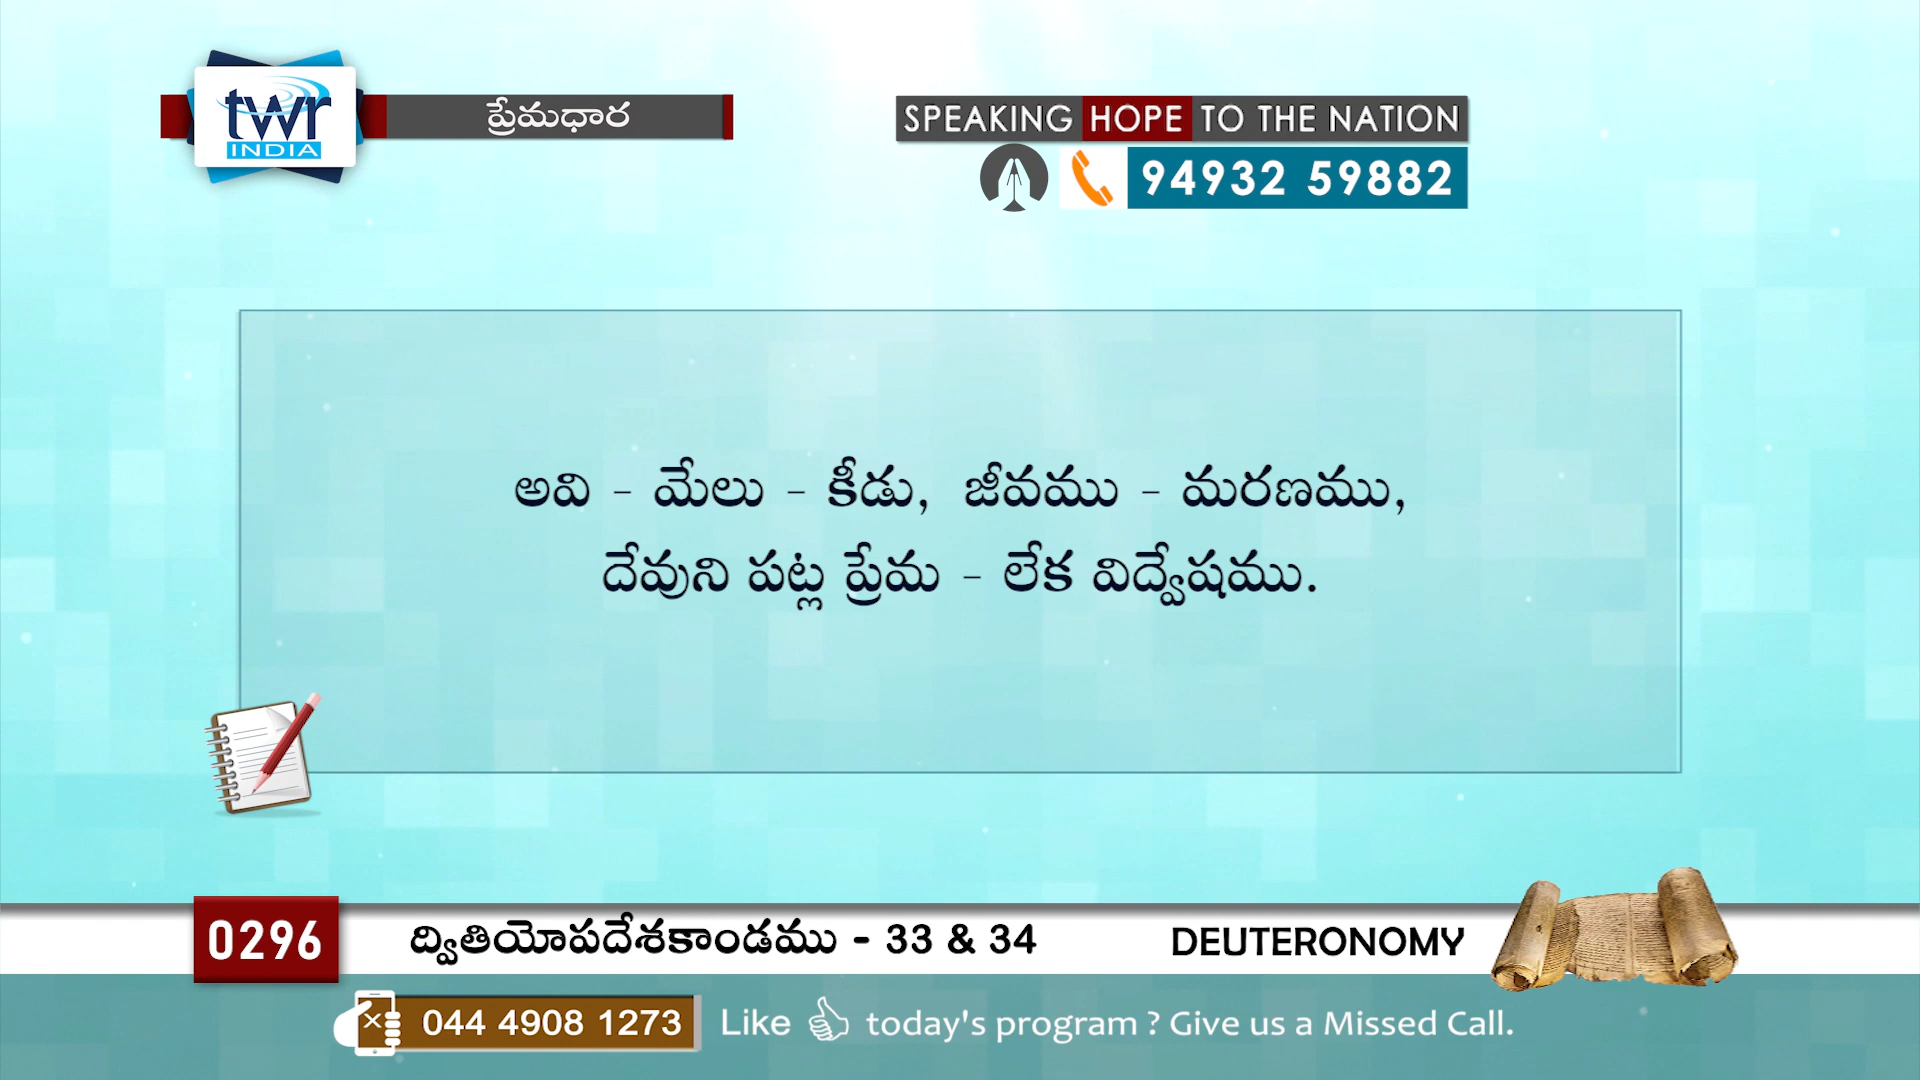 twr
INDIA
ప్రేమధార
SPEAKING HOPE TO THE NATION
94932 59882
అవి - మేలు - కీడు, జీవము - మరణము,
దేవుని పట్ల ప్రేమ - లేక విద్వేషము.
0296
ద్వితియోపదేశకాండము - 33 & 34
DEUTERONOMY
044 4908 1273
Like today's program ? Give us a Missed Call.